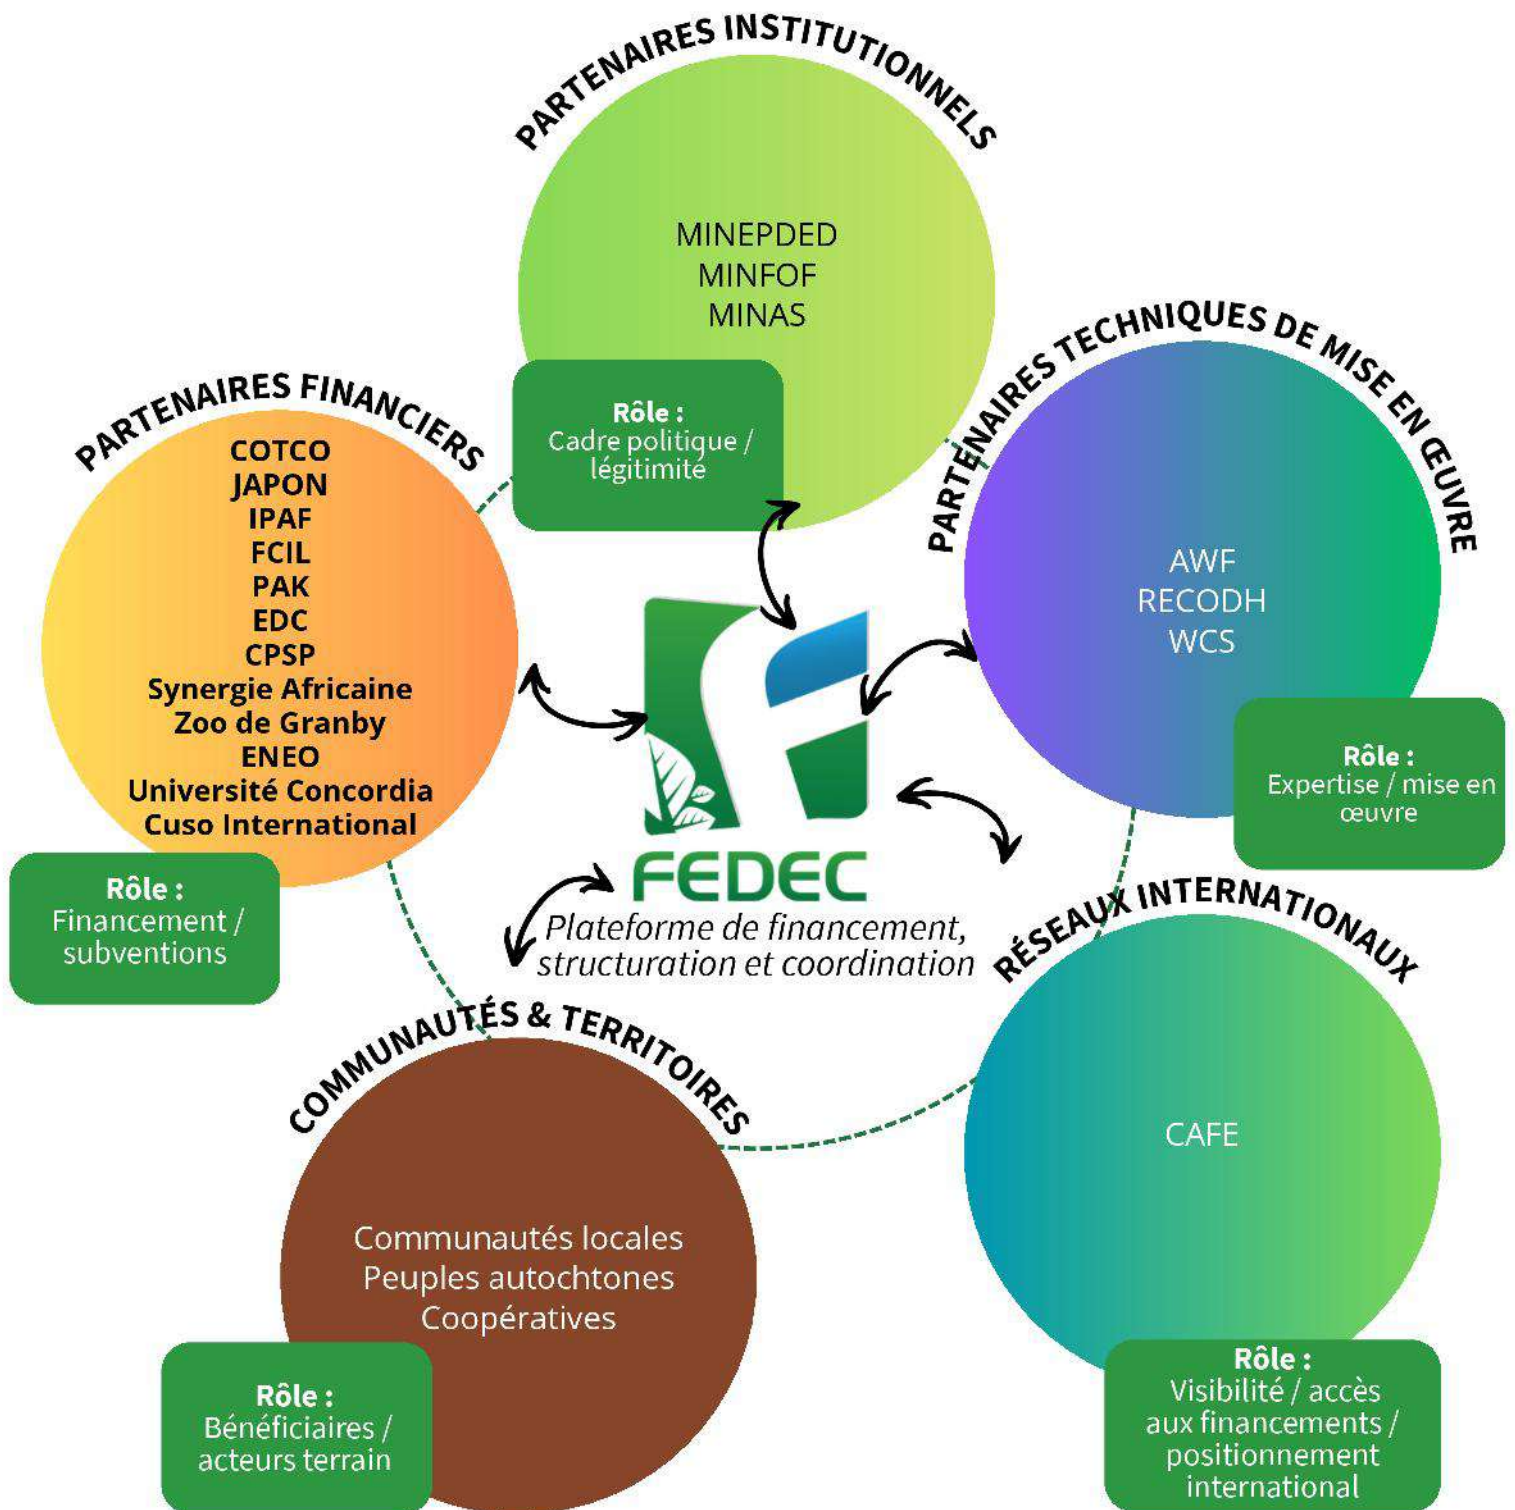 PARTENAIRES INSTITUTIONNELS
MINEPDED
MINFOF
MINAS
Rôle :
Cadre politique /
légitimité
PARTENAIRES TECHNIQUES DE MISE EN ŒUVRE
AWF
RECODH
WCS
Rôle :
Expertise / mise en
œuvre
PARTENAIRES FINANCIERS
COTCO
JAPON
IPAF
FCIL
PAK
EDC
CPSP
Synergie Africaine
Zoo de Granby
ENEO
Université Concordia
Cuso International
Rôle :
Financement /
subventions
FEDEC
Plateforme de financement,
structuration et coordination
RÉSEAUX INTERNATIONAUX
CAFE
Rôle :
Visibilité / accès
aux financements /
positionnement
international
COMMUNAUTÉS & TERRITOIRES
Communautés locales
Peuples autochtones
Coopératives
Rôle :
Bénéficiaires /
acteurs terrain